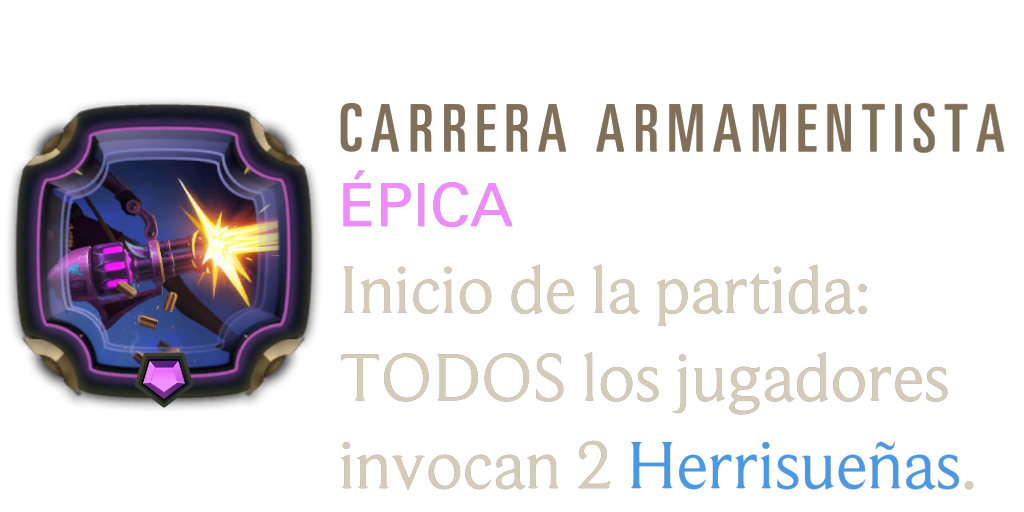 CARRERA ARMAMENTISTA
ÉPICA
Inicio de la partida:
TODOS los jugadores
invocan 2 Herrisueñas.